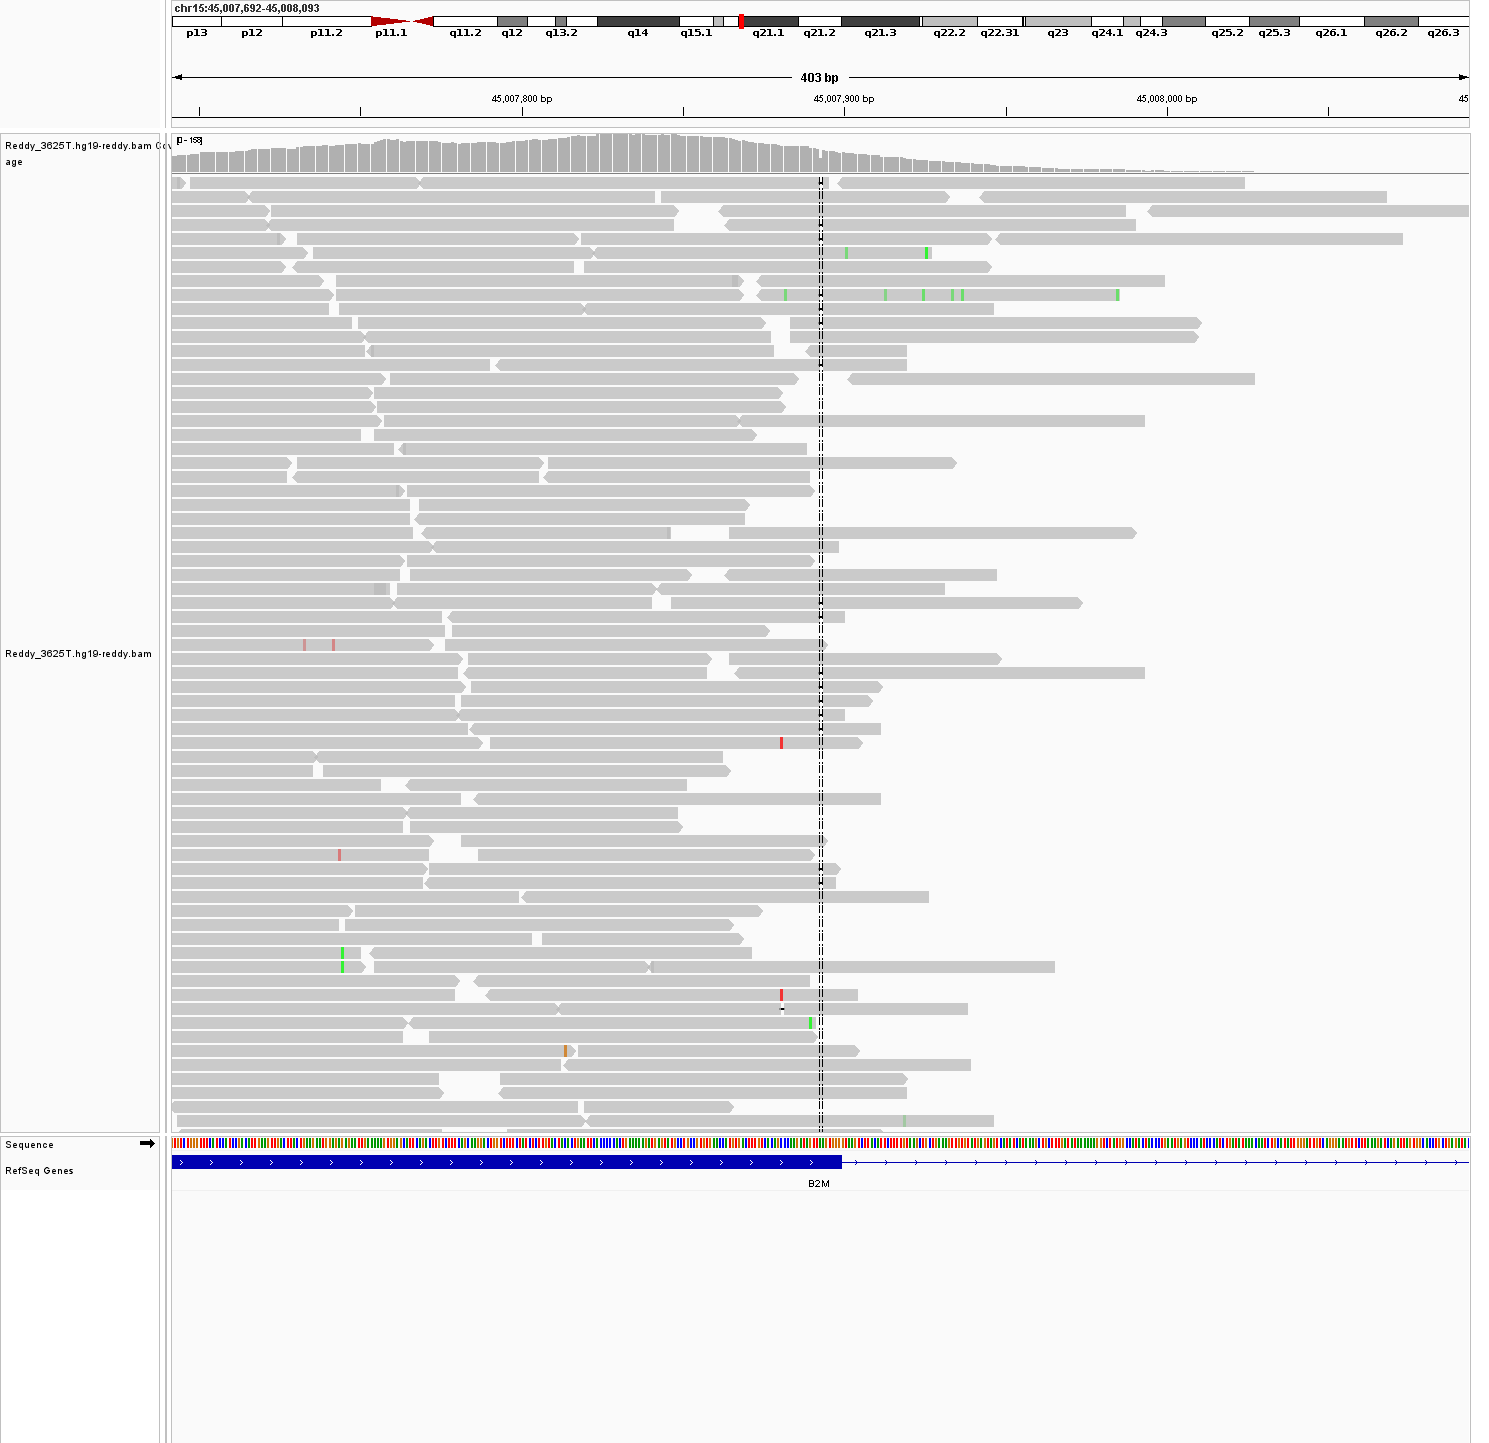 chr15:45,007,692-45,008,093
p13 p12 p11.2 p11.1 q11.2 q12 q13.2 q14 q15.1 q21.1 q21.2 q21.3 q22.2 q22.31 q23 q24.1 q24.3 q25.2 q25.3 q26.1 q26.2 q26.3
403 bp
45,007,800 bp 45,007,900 bp 45,008,000 bp 45
Reddy_3625T.hg19-reddy.bam Cov
age
Reddy_3625T.hg19-reddy.bam
Sequence
RefSeq Genes
B2M